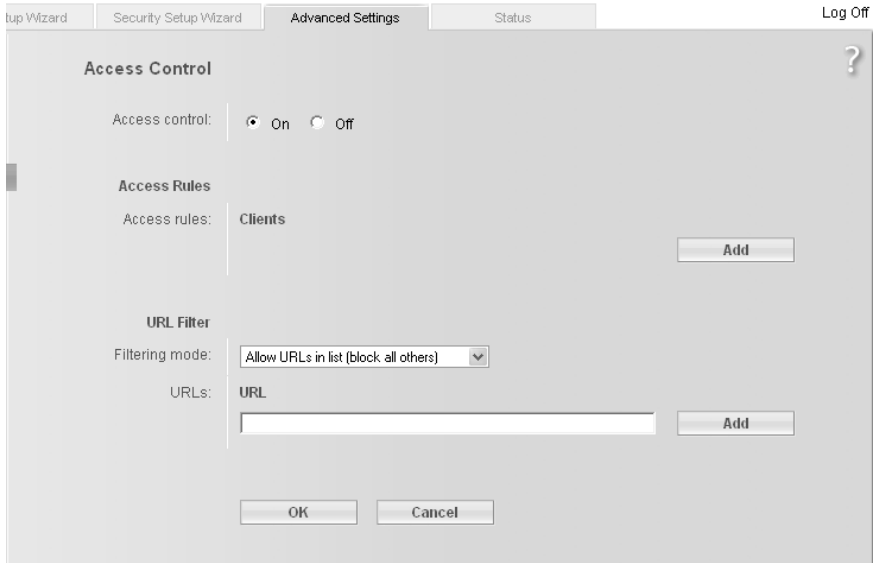 tup Wizard Security Setup Wizard Advanced Settings Status Log Off
Access Control
?
Access control: On Off
Access Rules
Access rules: Clients
Add
URL Filter
Filtering mode: Allow URLs in list (block all others)
URLs: URL
Add
OK Cancel